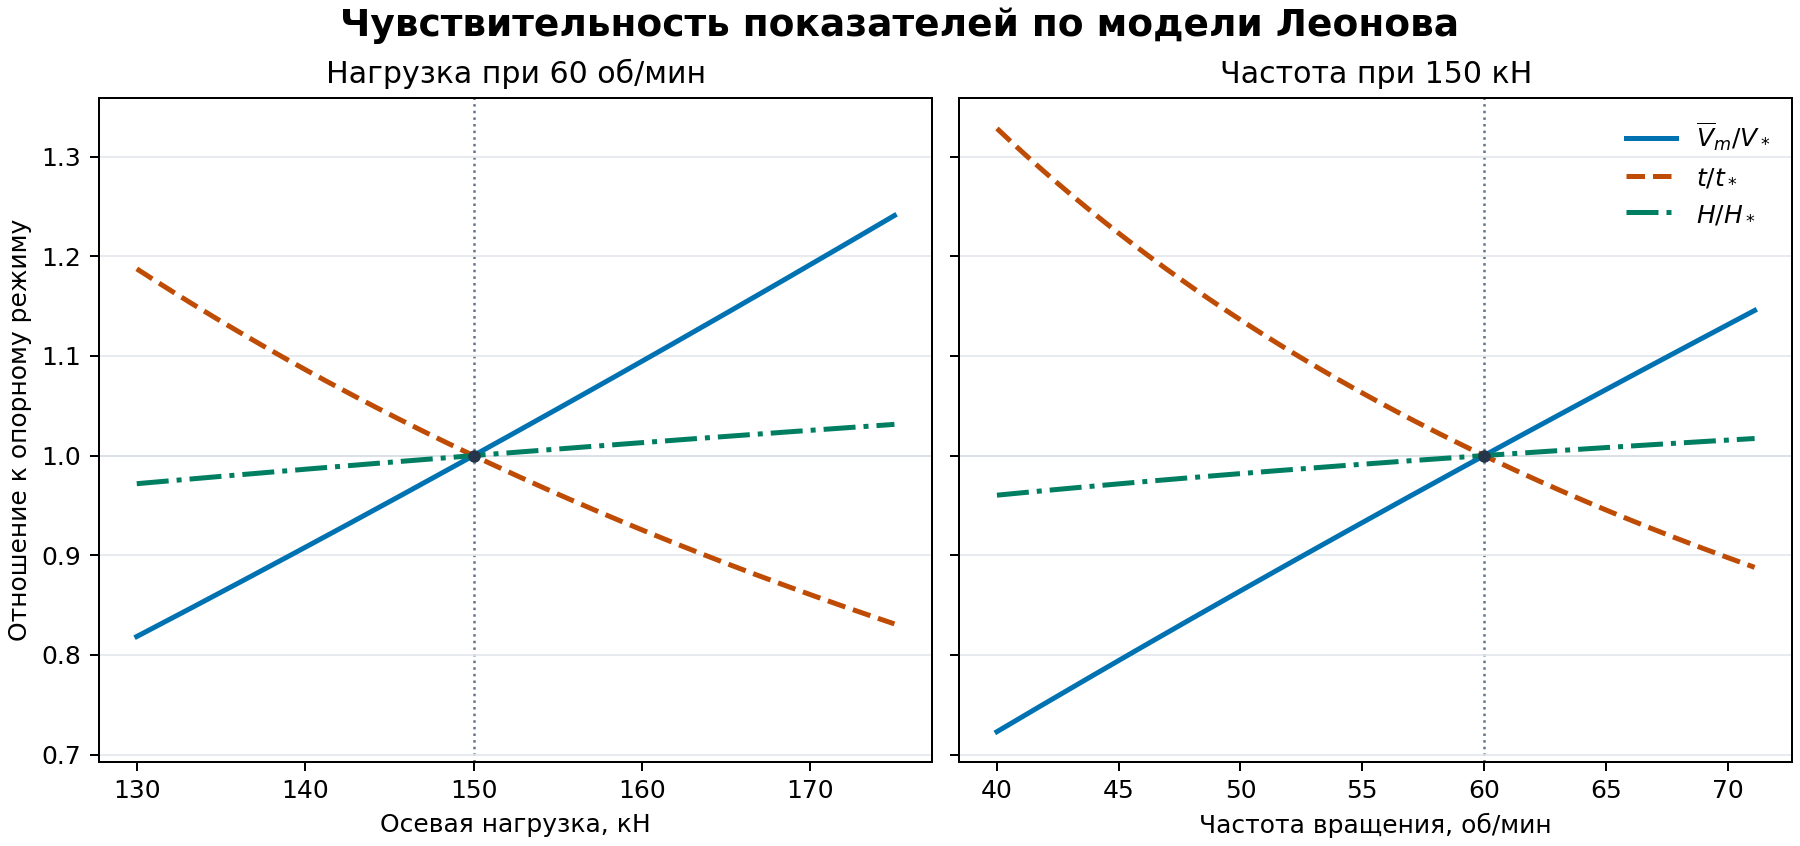 Чувствительность показателей по модели Леонова
Нагрузка при 60 об/мин
Отношение к опорному режиму
1.3
1.2
1.1
1.0
0.9
0.8
0.7
130 140 150 160 170
Осевая нагрузка, кН
Частота при 150 кН
V̅ₘ/V*
t/t*
H/H*
40 45 50 55 60 65 70
Частота вращения, об/мин